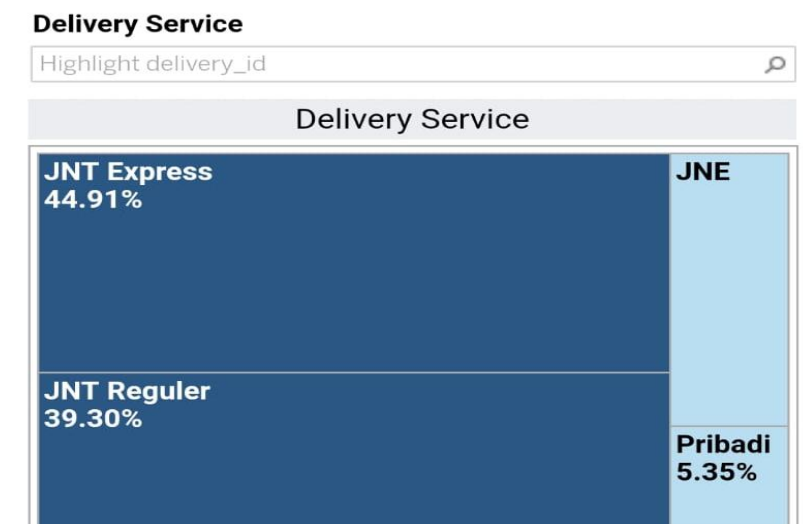 Delivery Service
Highlight delivery_id
Delivery Service
JNT Express
44.91%
JNE
JNT Reguler
39.30%
Pribadi
5.35%